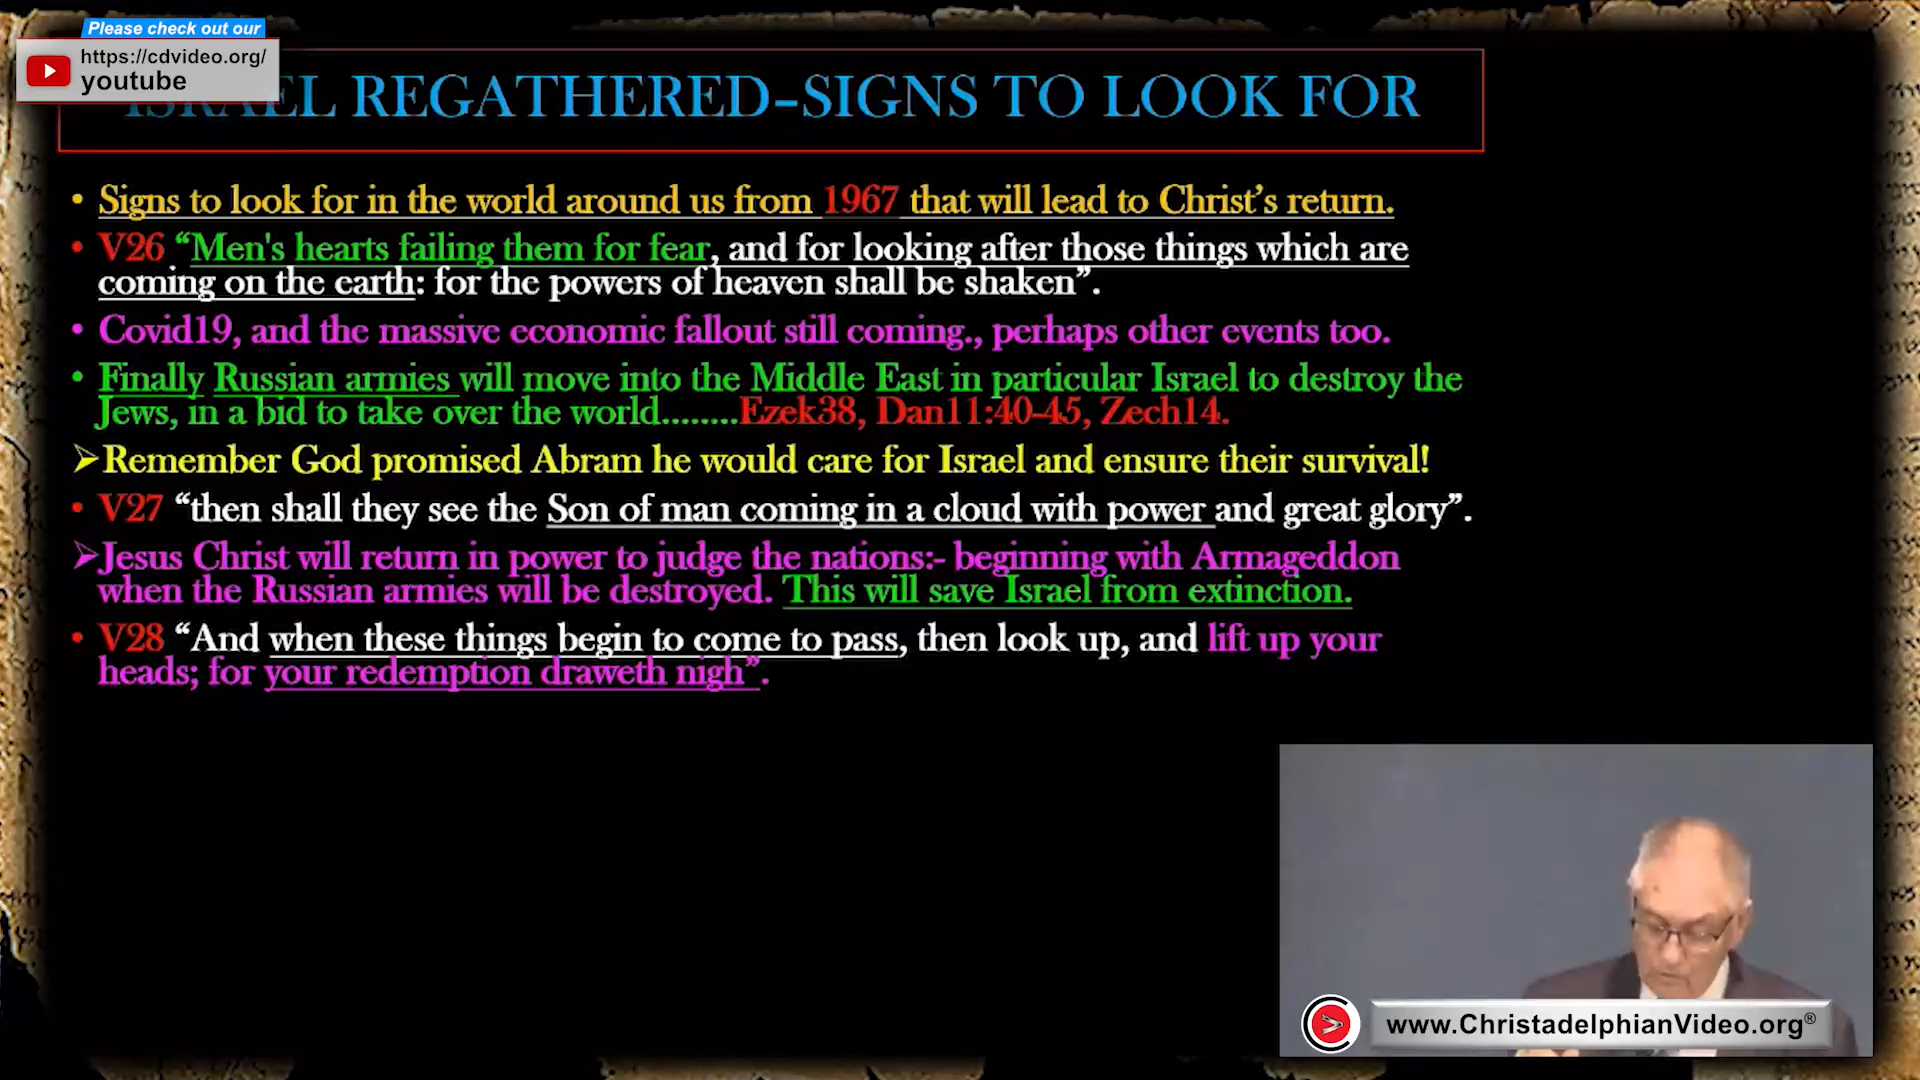 Please check out our
https://cdvideo.org/
youtube
ISRAEL REGATHERED-SIGNS TO LOOK FOR
• Signs to look for in the world around us from 1967 that will lead to Christ's return.
• V26 “Men's hearts failing them for fear, and for looking after those things which are
coming on the earth: for the powers of heaven shall be shaken”.
• Covid19, and the massive economic fallout still coming., perhaps other events too.
• Finally Russian armies will move into the Middle East in particular Israel to destroy the
Jews, in a bid to take over the world........Ezek38, Dan11:40-45, Zech14.
➢Remember God promised Abram he would care for Israel and ensure their survival!
• V27 “then shall they see the Son of man coming in a cloud with power and great glory”.
➢Jesus Christ will return in power to judge the nations:- beginning with Armageddon
when the Russian armies will be destroyed. This will save Israel from extinction.
• V28 “And when these things begin to come to pass, then look up, and lift up your
heads; for your redemption draweth nigh”.
www.ChristadelphianVideo.org®